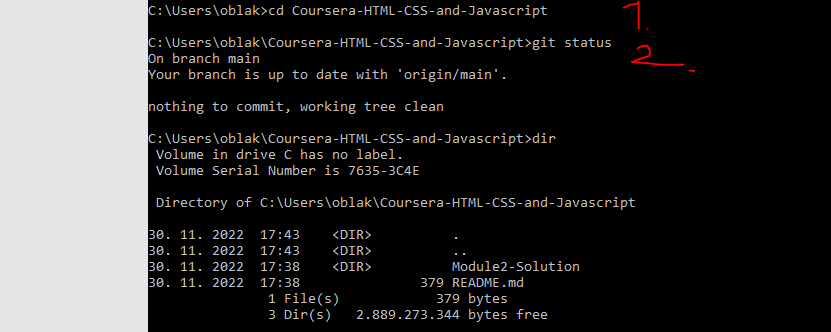 C:\Users\oblak>cd Coursera-HTML-CSS-and-Javascript 1.
C:\Users\oblak\Coursera-HTML-CSS-and-Javascript>git status 2.
On branch main
Your branch is up to date with 'origin/main'.
nothing to commit, working tree clean
C:\Users\oblak\Coursera-HTML-CSS-and-Javascript>dir
Volume in drive C has no label.
Volume Serial Number is 7635-3C4E
Directory of C:\Users\oblak\Coursera-HTML-CSS-and-Javascript
30. 11. 2022  17:43    <DIR>          .
30. 11. 2022  17:43    <DIR>          ..
30. 11. 2022  17:38    <DIR>          Module2-Solution
30. 11. 2022  17:38               379 README.md
1 File(s)            379 bytes
3 Dir(s)   2.889.273.344 bytes free